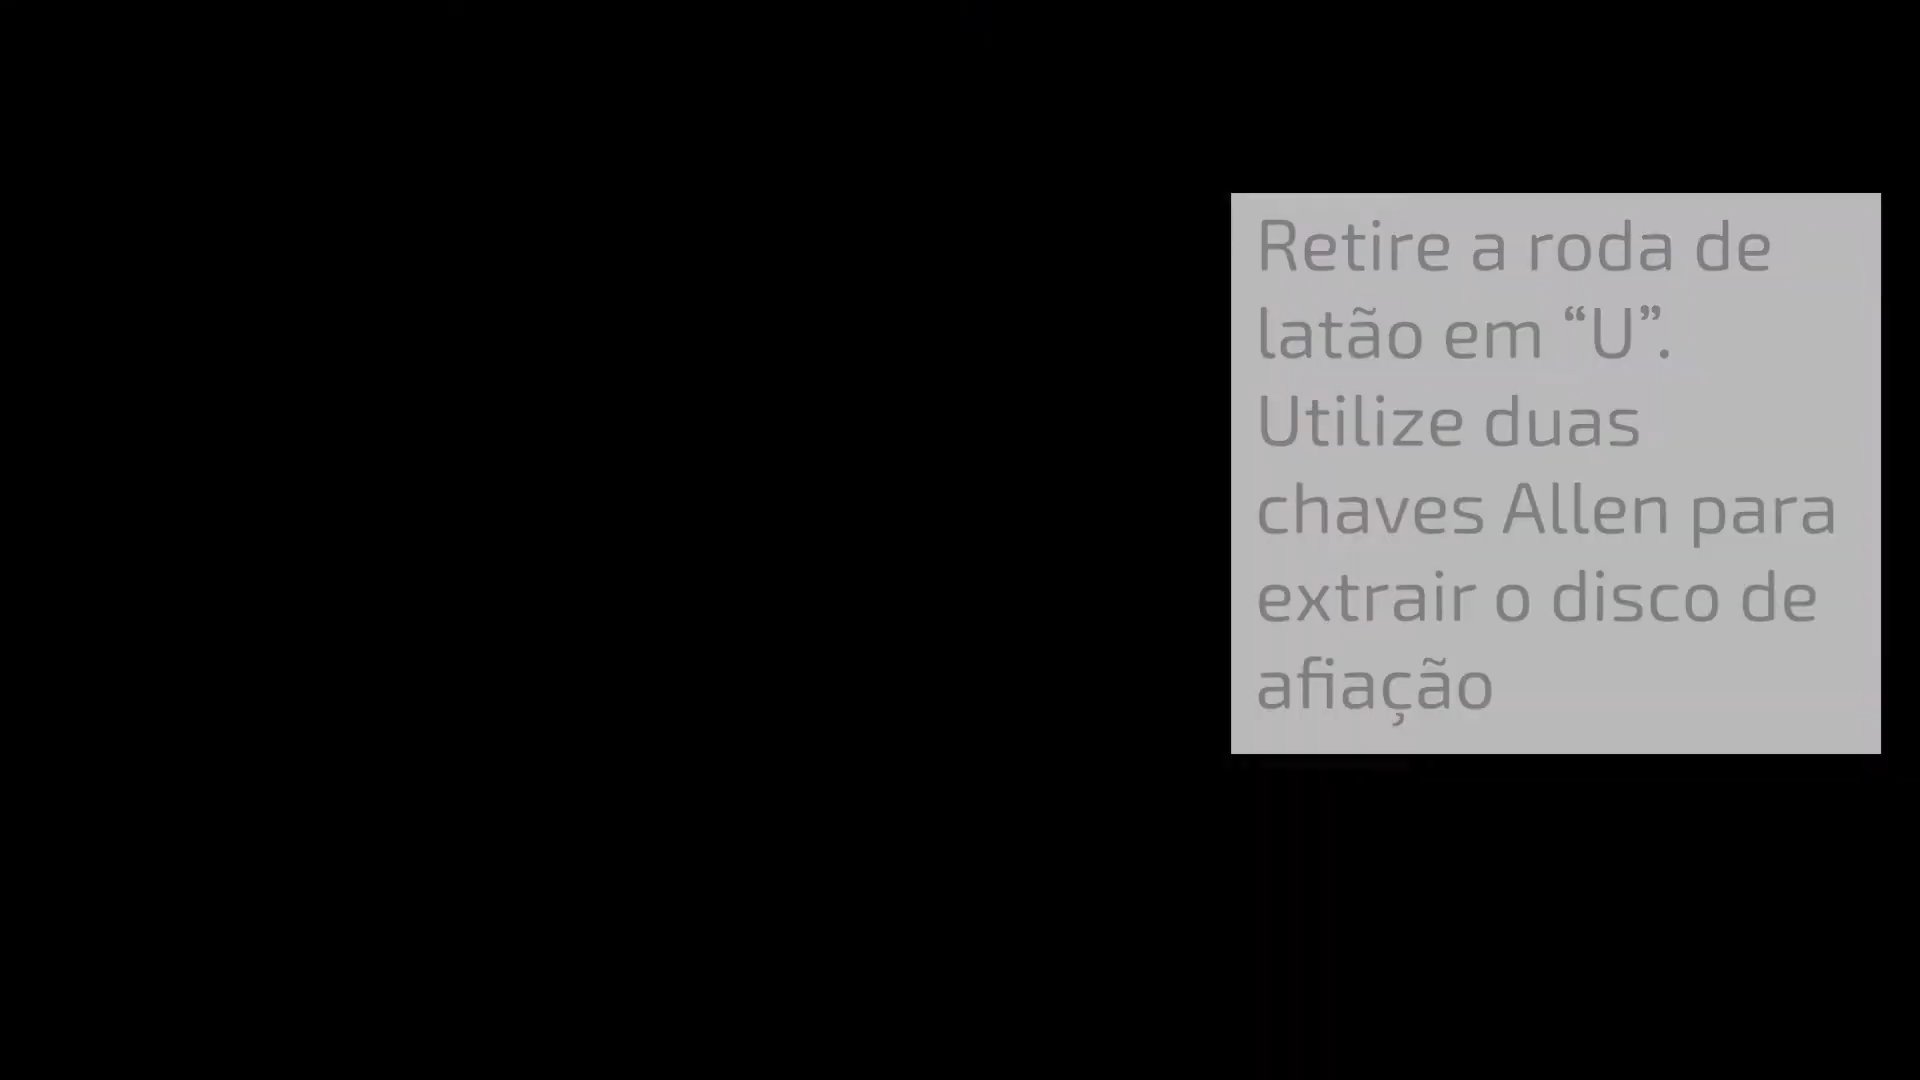 Retire a roda de
latão em “U”.
Utilize duas
chaves Allen para
extrair o disco de
afiação